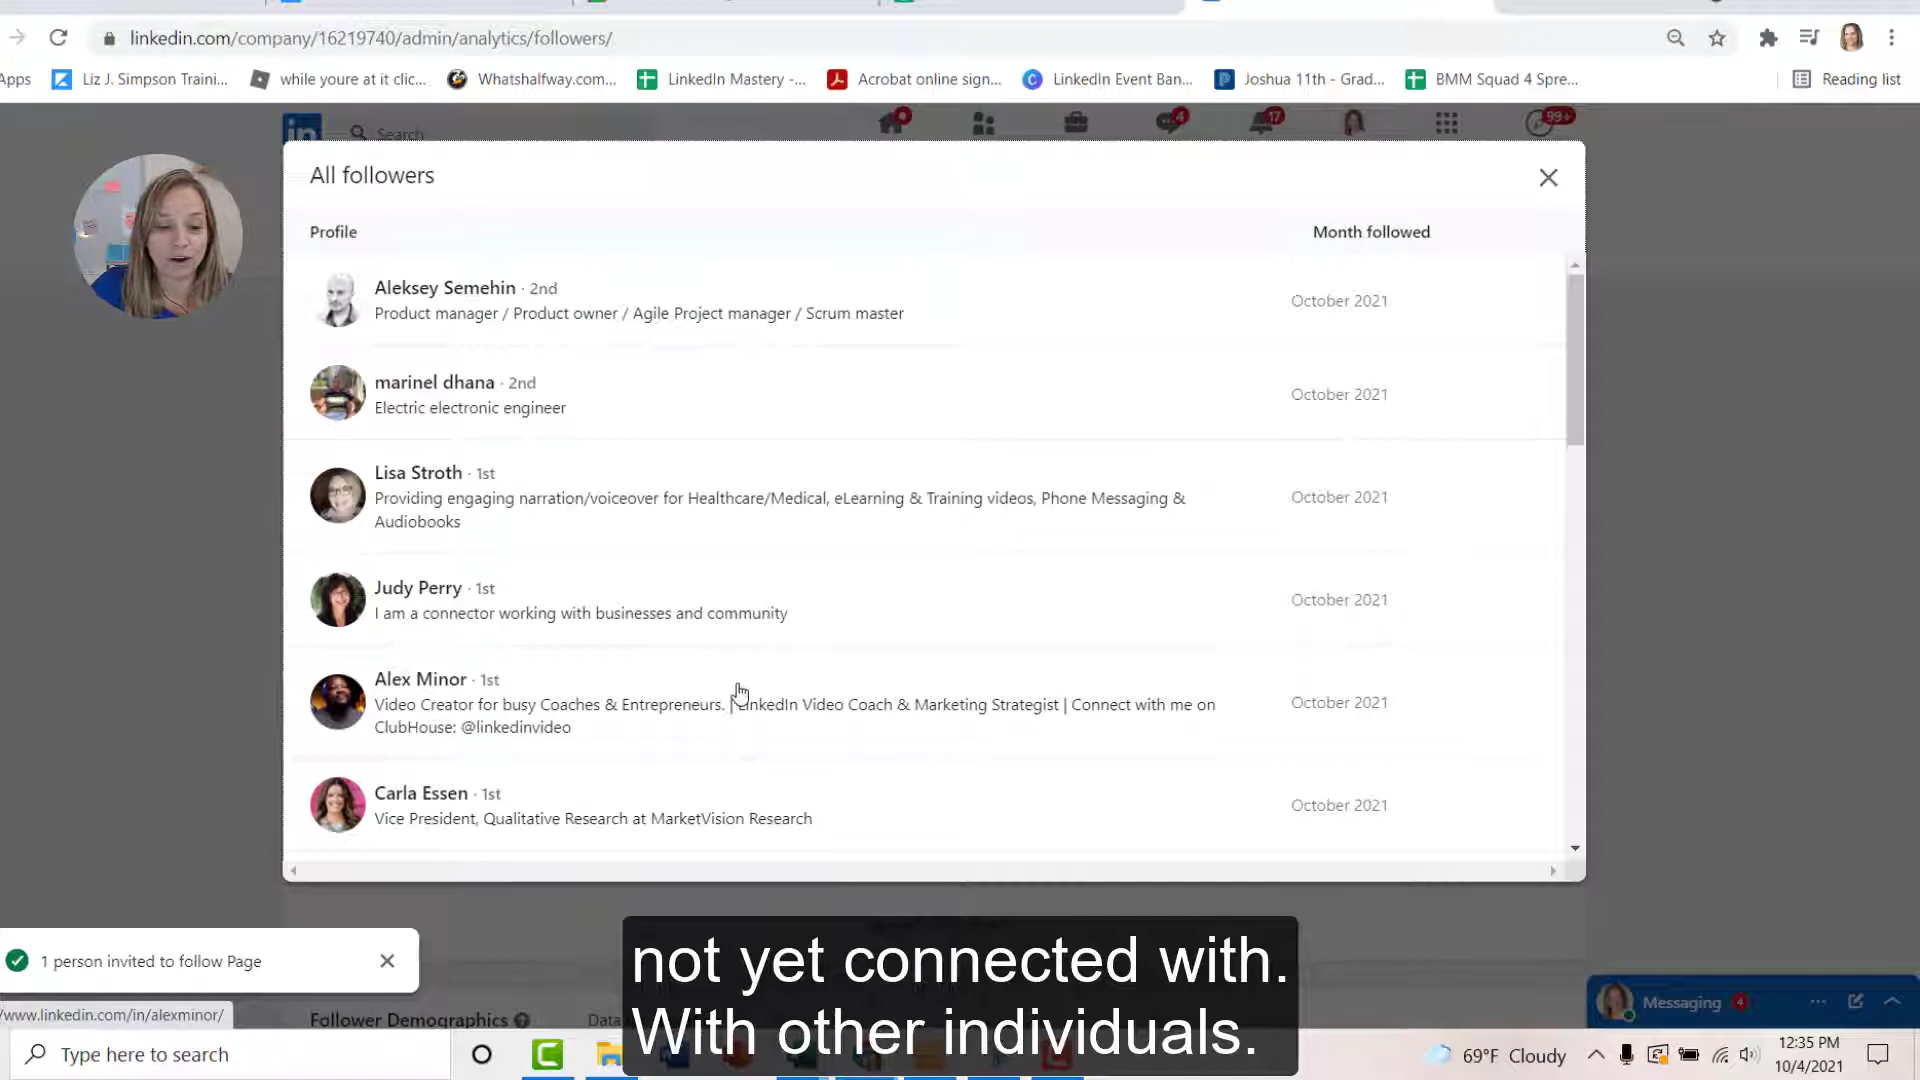 linkedin.com/company/16219740/admin/analytics/followers/
Apps
Liz J. Simpson Traini...
while youre at it clic...
Whatshalfway.com...
LinkedIn Mastery -...
Acrobat online sign...
LinkedIn Event Ban...
Joshua 11th - Grad...
BMM Squad 4 Spre...
Reading list
in
Search
4
17
99+
All followers
Profile
Month followed
Aleksey Semehin · 2nd
Product manager / Product owner / Agile Project manager / Scrum master
October 2021
marinel dhana · 2nd
Electric electronic engineer
October 2021
Lisa Stroth · 1st
Providing engaging narration/voiceover for Healthcare/Medical, eLearning & Training videos, Phone Messaging &
Audiobooks
October 2021
Judy Perry · 1st
I am a connector working with businesses and community
October 2021
Alex Minor · 1st
Video Creator for busy Coaches & Entrepreneurs. | LinkedIn Video Coach & Marketing Strategist | Connect with me on
ClubHouse: @linkedinvideo
October 2021
Carla Essen · 1st
Vice President, Qualitative Research at MarketVision Research
October 2021
1 person invited to follow Page
not yet connected with.
With other individuals.
Messaging 4
/www.linkedin.com/in/alexminor/
Follower Demographics
Data
Type here to search
69°F Cloudy
12:35 PM
10/4/2021